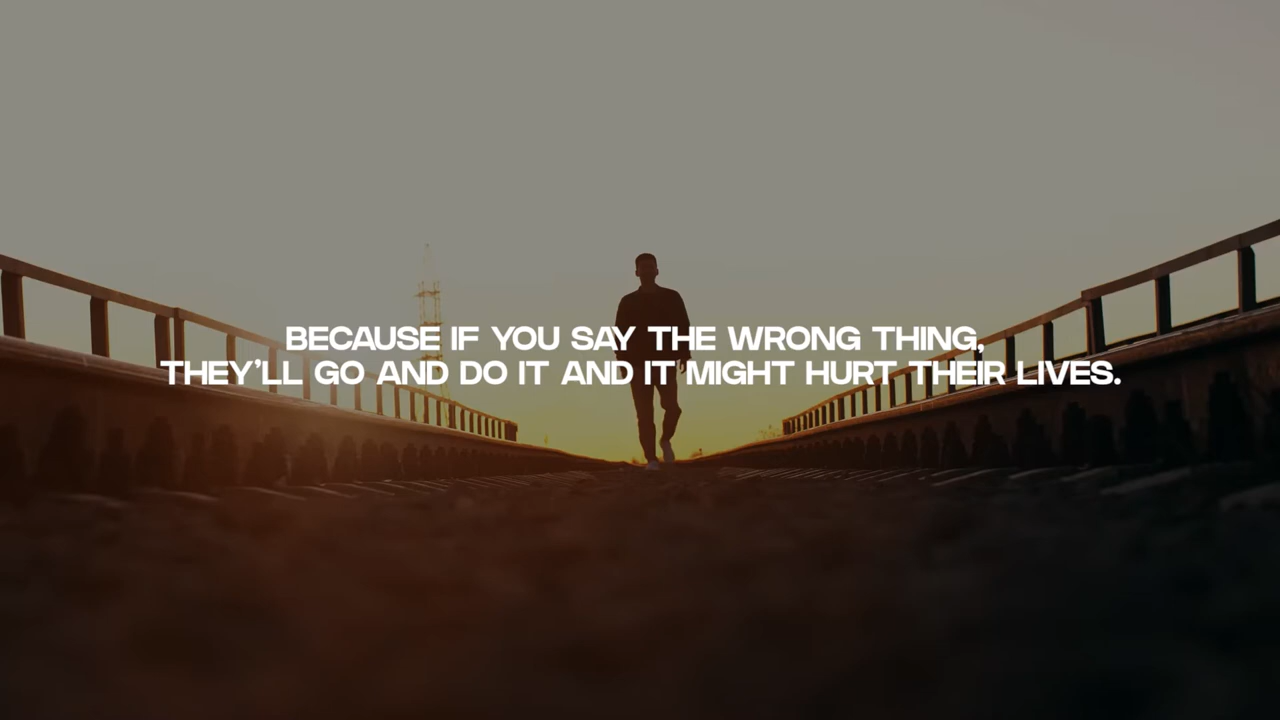 BECAUSE IF YOU SAY THE WRONG THING,
THEY'LL GO AND DO IT AND IT MIGHT HURT THEIR LIVES.